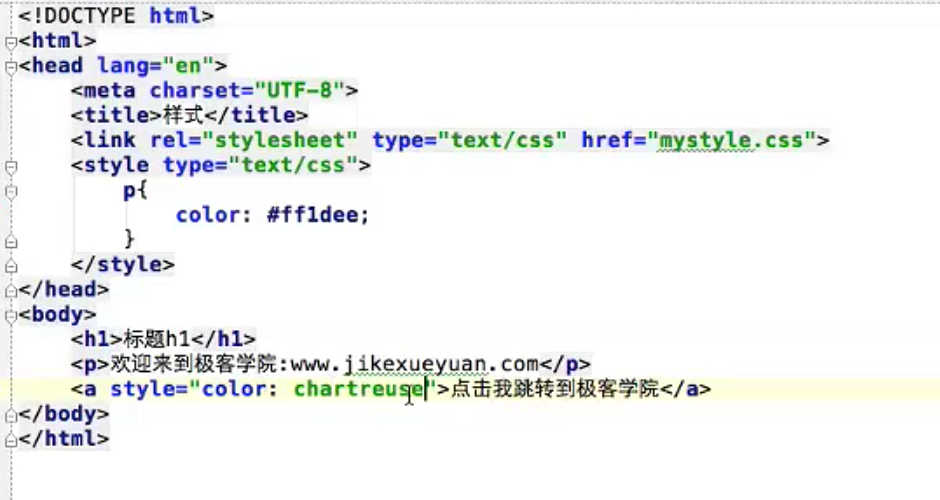 <!DOCTYPE html>
<html>
<head lang="en">
    <meta charset="UTF-8">
    <title>样式</title>
    <link rel="stylesheet" type="text/css" href="mystyle.css">
    <style type="text/css">
        p{
            color: #ff1dee;
        }
    </style>
</head>
<body>
    <h1>标题h1</h1>
    <p>欢迎来到极客学院:www.jikexueyuan.com</p>
    <a style="color: chartreuse">点击我跳转到极客学院</a>
</body>
</html>